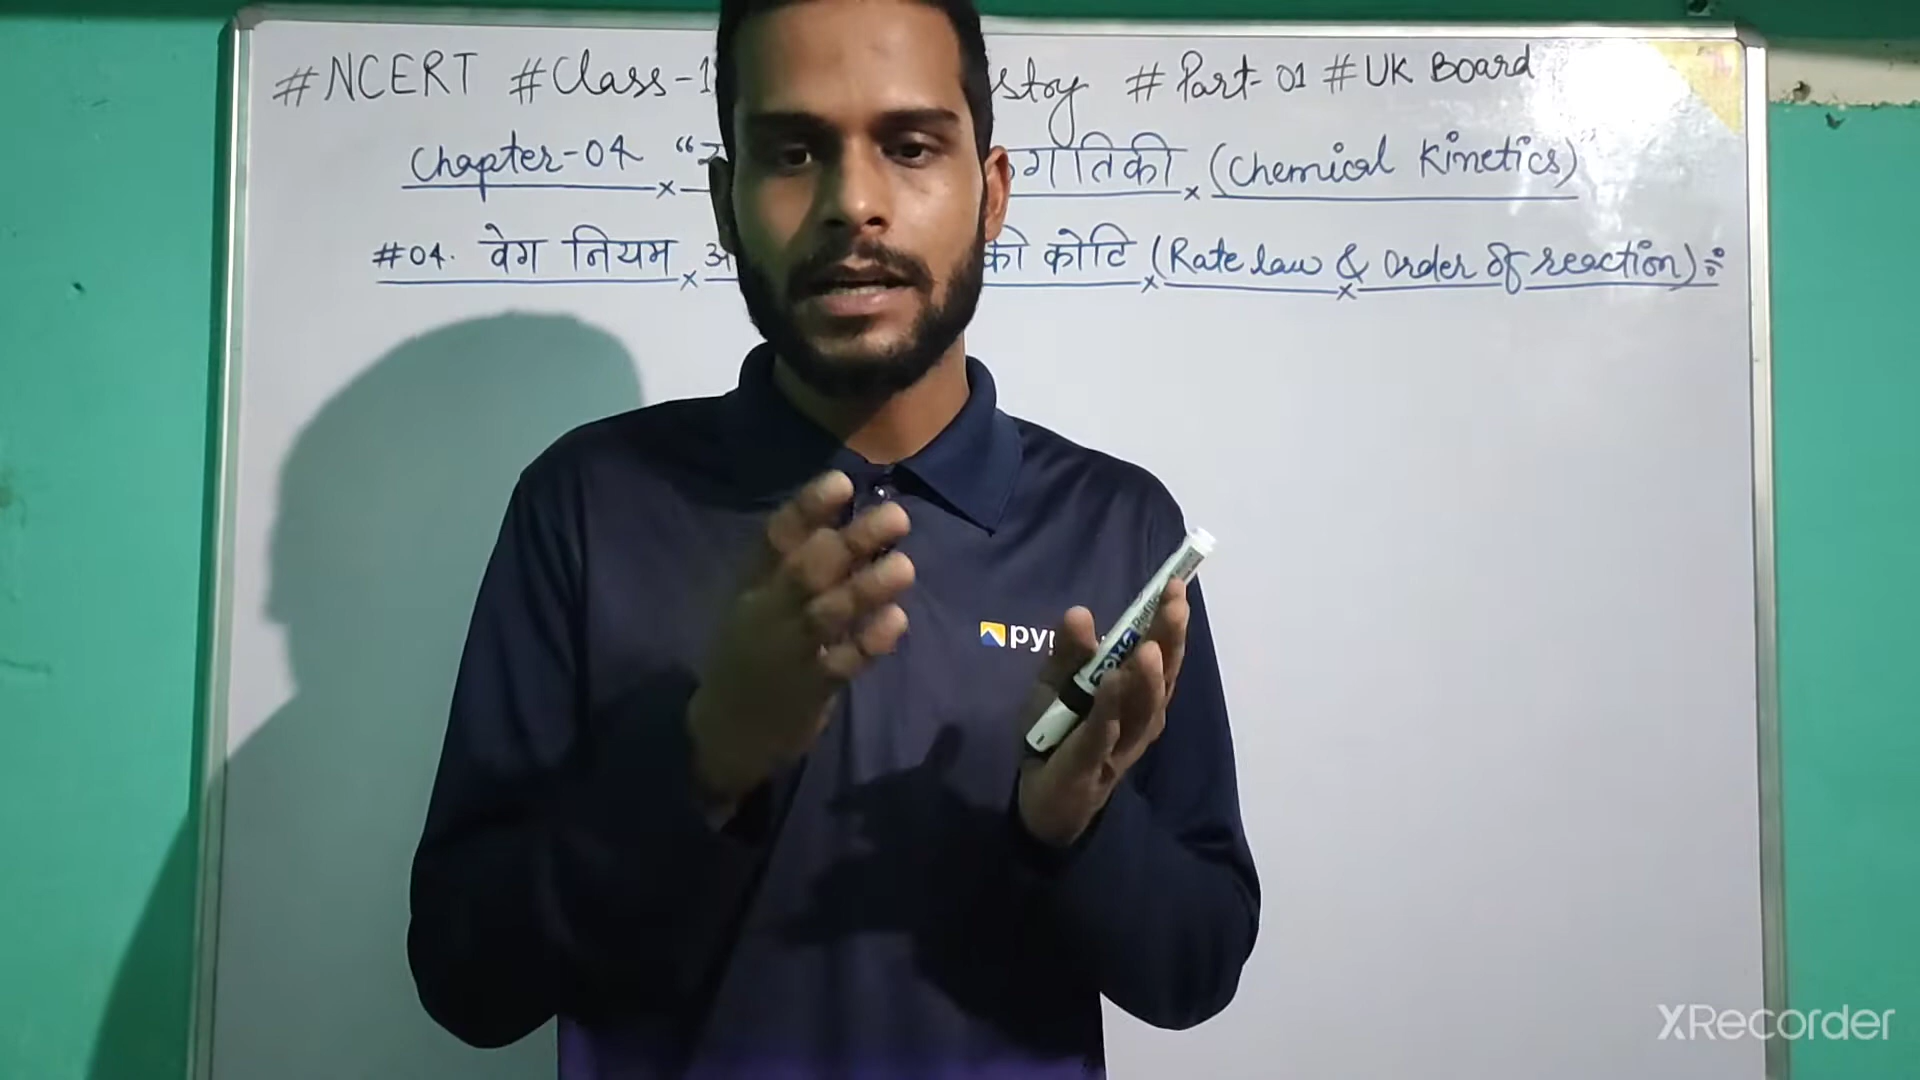 #NCERT #Class-1 stry # Part-01 # UK Board
Chapter-04 " गतिकी (Chemical Kinetics)"
#04. वेग नियम की कोटि (Rate law & Order of reaction) :-
py
XRecorder